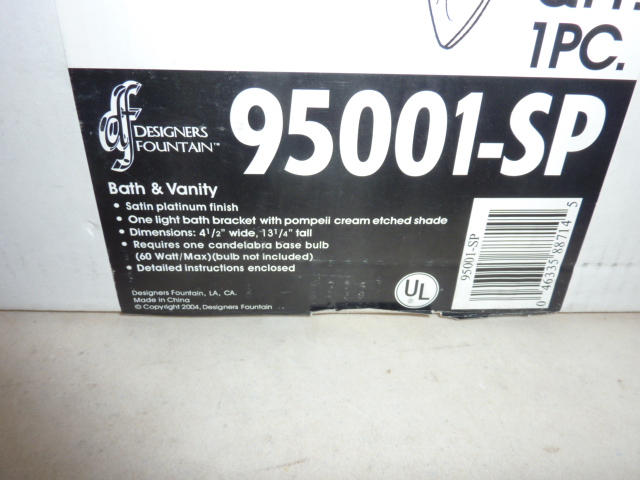 1PC.
df
DESIGNERS
FOUNTAIN™
95001-SP
Bath & Vanity
• Satin platinum finish
• One light bath bracket with pompeii cream etched shade
• Dimensions: 4 1/2" wide, 13 1/4" tall
• Requires one candelabra base bulb
(60 Watt/Max)(bulb not included)
• Detailed instructions enclosed
Designers Fountain, LA, CA.
Made in China
© Copyright 2004, Designers Fountain
UL
®
95001-SP
0 46335 88714 5